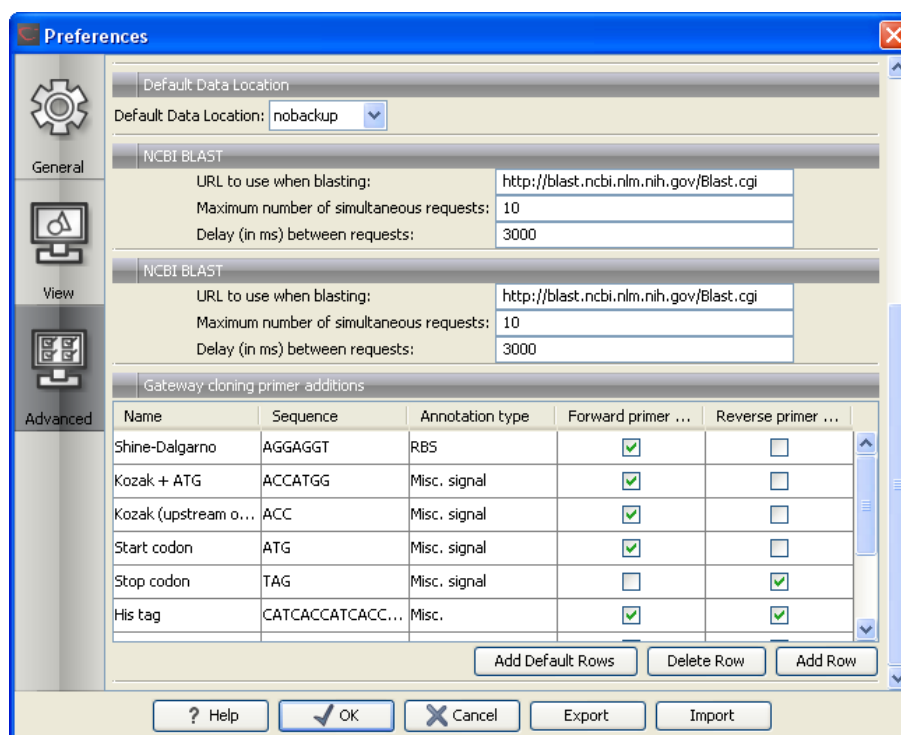 Preferences
General
View
Advanced
Default Data Location
Default Data Location: nobackup
NCBI BLAST
URL to use when blasting: http://blast.ncbi.nlm.nih.gov/Blast.cgi
Maximum number of simultaneous requests: 10
Delay (in ms) between requests: 3000
NCBI BLAST
URL to use when blasting: http://blast.ncbi.nlm.nih.gov/Blast.cgi
Maximum number of simultaneous requests: 10
Delay (in ms) between requests: 3000
Gateway cloning primer additions
Name Sequence Annotation type Forward primer ... Reverse primer ...
Shine-Dalgarno AGGAGGT RBS
Kozak + ATG ACCATGG Misc. signal
Kozak (upstream o... ACC Misc. signal
Start codon ATG Misc. signal
Stop codon TAG Misc. signal
His tag CATCACCATCACC... Misc.
Add Default Rows Delete Row Add Row
? Help OK Cancel Export Import